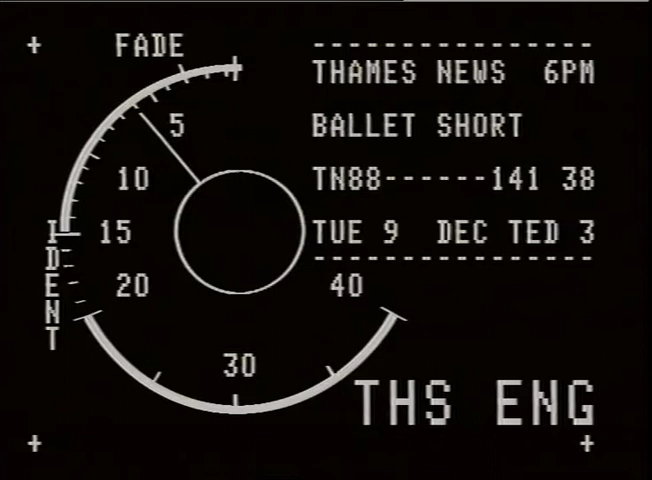 FADE
THAMES NEWS 6PM
BALLET SHORT
TN88------141 38
TUE 9 DEC TED 3
5
10
15
20
30
40
IDENT
THS ENG